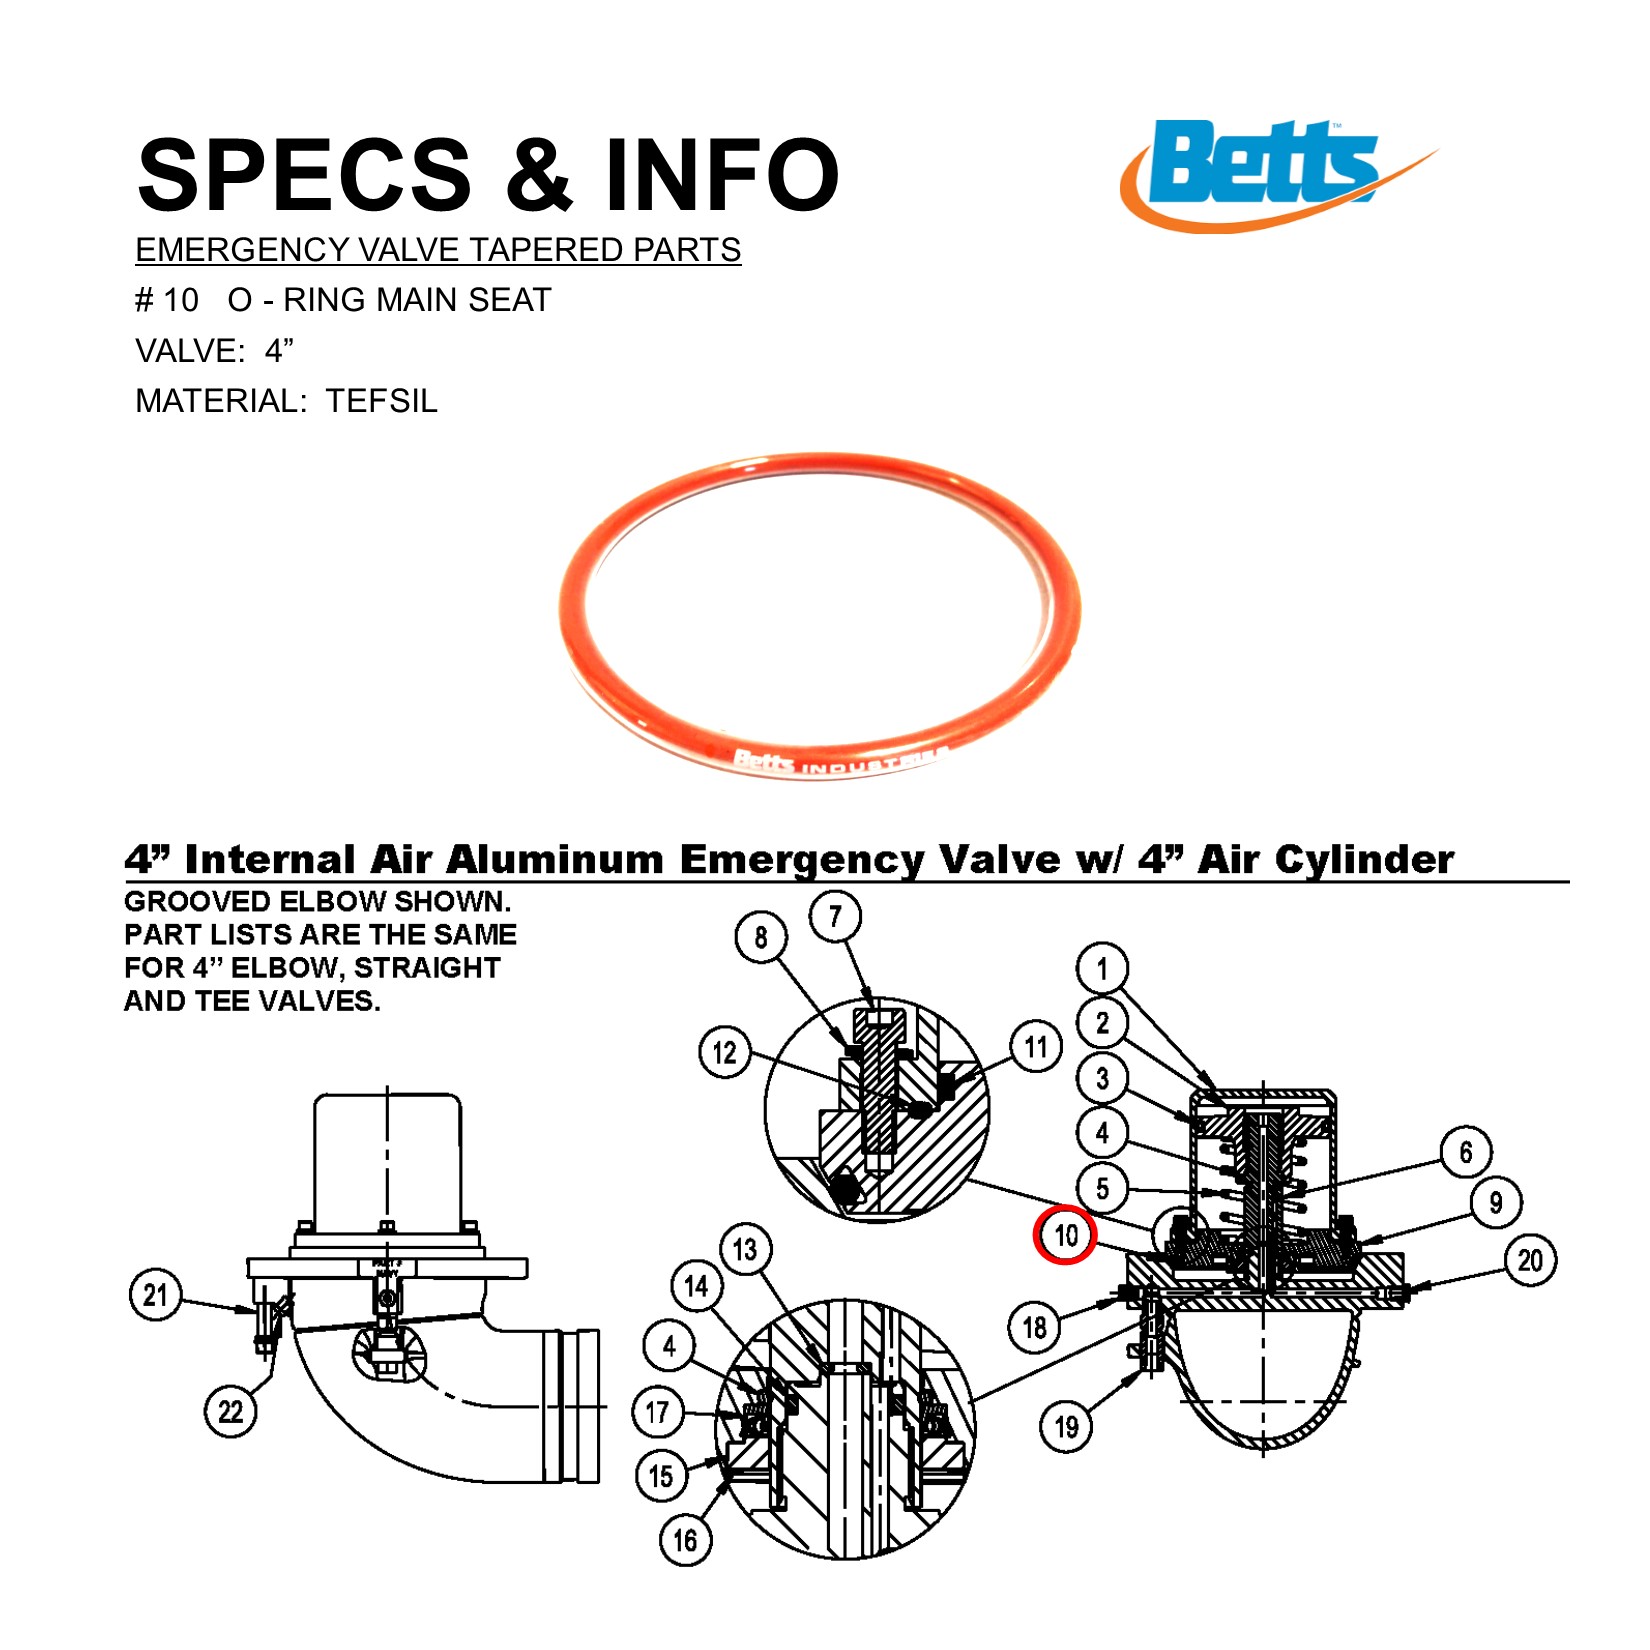 SPECS & INFO
Betts™
EMERGENCY VALVE TAPERED PARTS
# 10 O - RING MAIN SEAT
VALVE: 4”
MATERIAL: TEFSIL
Betts INDUSTRIES
4” Internal Air Aluminum Emergency Valve w/ 4” Air Cylinder
GROOVED ELBOW SHOWN.
PART LISTS ARE THE SAME
FOR 4” ELBOW, STRAIGHT
AND TEE VALVES.
7
8
12
11
1
2
3
4
5
10
6
9
20
18
19
13
14
4
17
15
16
21
22